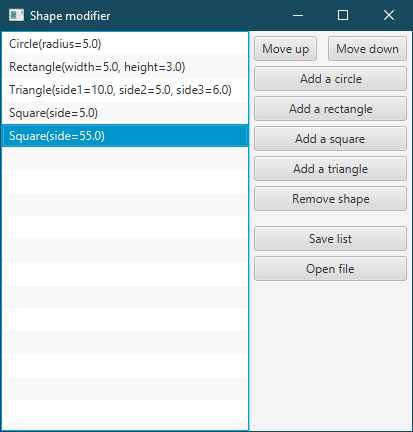 Shape modifier
Circle(radius=5.0)
Rectangle(width=5.0, height=3.0)
Triangle(side1=10.0, side2=5.0, side3=6.0)
Square(side=5.0)
Square(side=55.0)
Move up
Move down
Add a circle
Add a rectangle
Add a square
Add a triangle
Remove shape
Save list
Open file